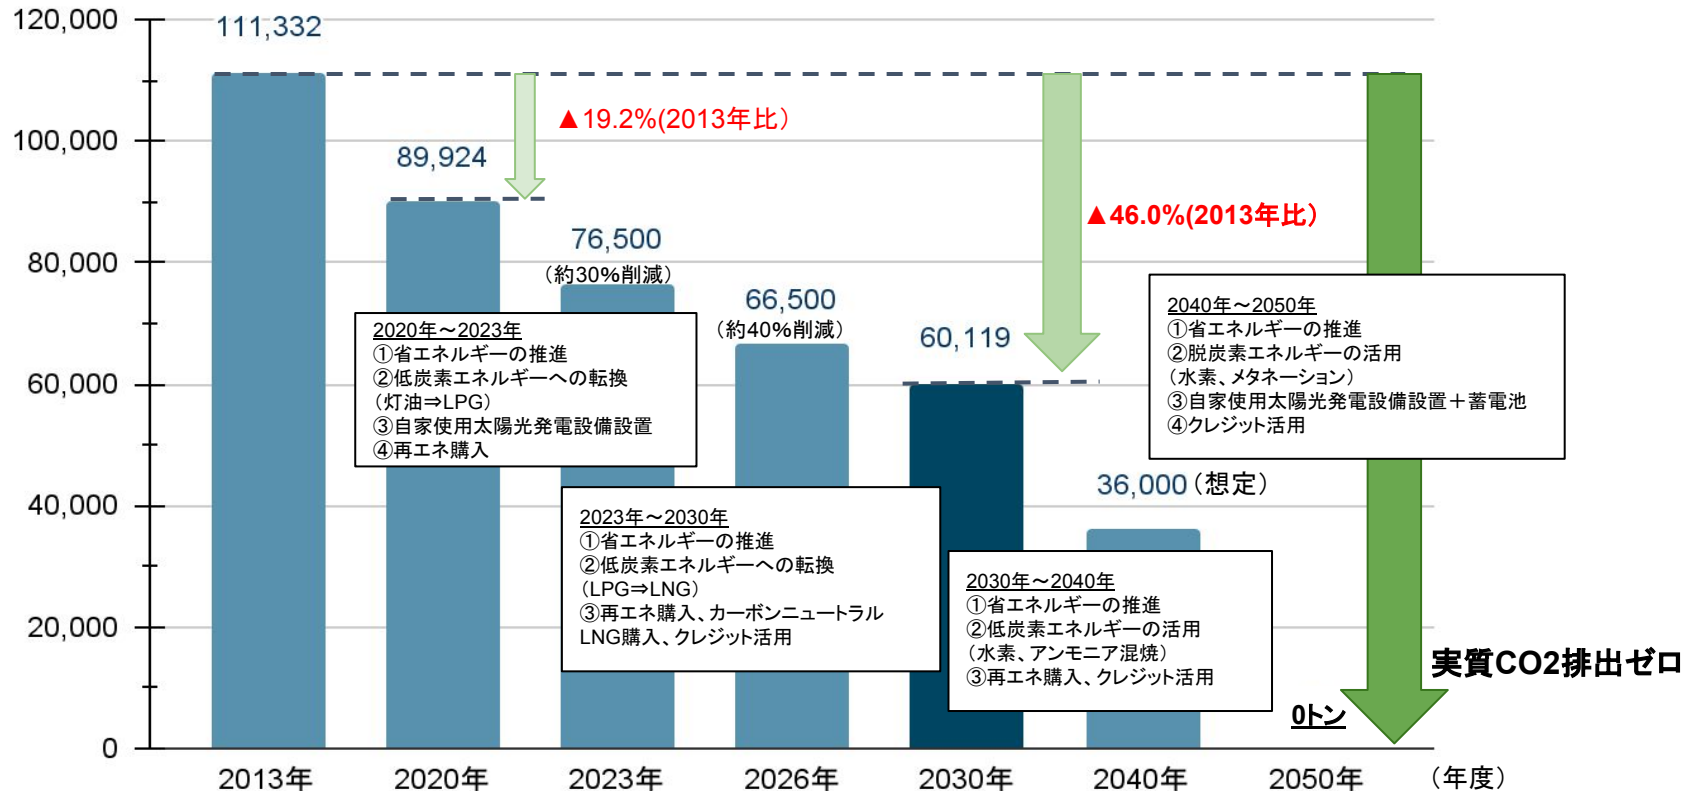 120,000
100,000
80,000
60,000
40,000
20,000
0
111,332
89,924
76,500
(約30%削減)
66,500
(約40%削減)
60,119
36,000(想定)
0トン
▲19.2%(2013年比)
▲46.0%(2013年比)
実質CO2排出ゼロ
2020年～2023年
①省エネルギーの推進
②低炭素エネルギーへの転換
(灯油⇒LPG)
③自家使用太陽光発電設備設置
④再エネ購入
2023年～2030年
①省エネルギーの推進
②低炭素エネルギーへの転換
(LPG⇒LNG)
③再エネ購入、カーボンニュートラル
LNG購入、クレジット活用
2030年～2040年
①省エネルギーの推進
②低炭素エネルギーの活用
(水素、アンモニア混焼)
③再エネ購入、クレジット活用
2040年～2050年
①省エネルギーの推進
②脱炭素エネルギーの活用
(水素、メタネーション)
③自家使用太陽光発電設備設置＋蓄電池
④クレジット活用
2013年
2020年
2023年
2026年
2030年
2040年
2050年
(年度)